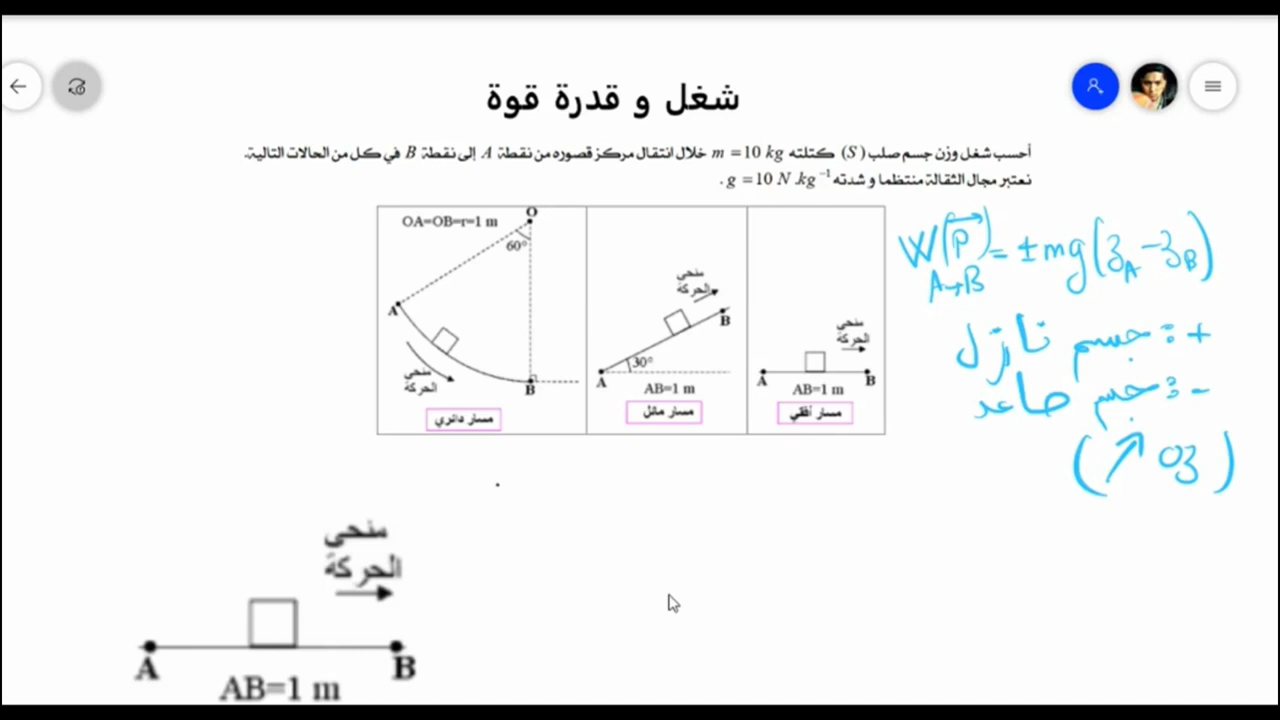 شغل و قدرة قوة
أحسب شغل وزن جسم صلب (S) كتلته m = 10 kg خلال انتقال مركز قصوره من نقطة A إلى نقطة B في كل من الحالات التالية.
نعتبر مجال الثقالة منتظما و شدته g = 10 N.kg⁻¹ .
OA=OB=r=1 m
O
60°
A
منحى
الحركة
B
مسار دائري
منحى
الحركة
B
30°
A
AB=1 m
مسار مائل
منحى
الحركة
A
B
AB=1 m
مسار أفقي
W(P⃗) = ± mg(z_A − z_B)
A→B
+ : جسم نازل
- : جسم صاعد
(↗ oz)
منحى
الحركة
A
B
AB=1 m